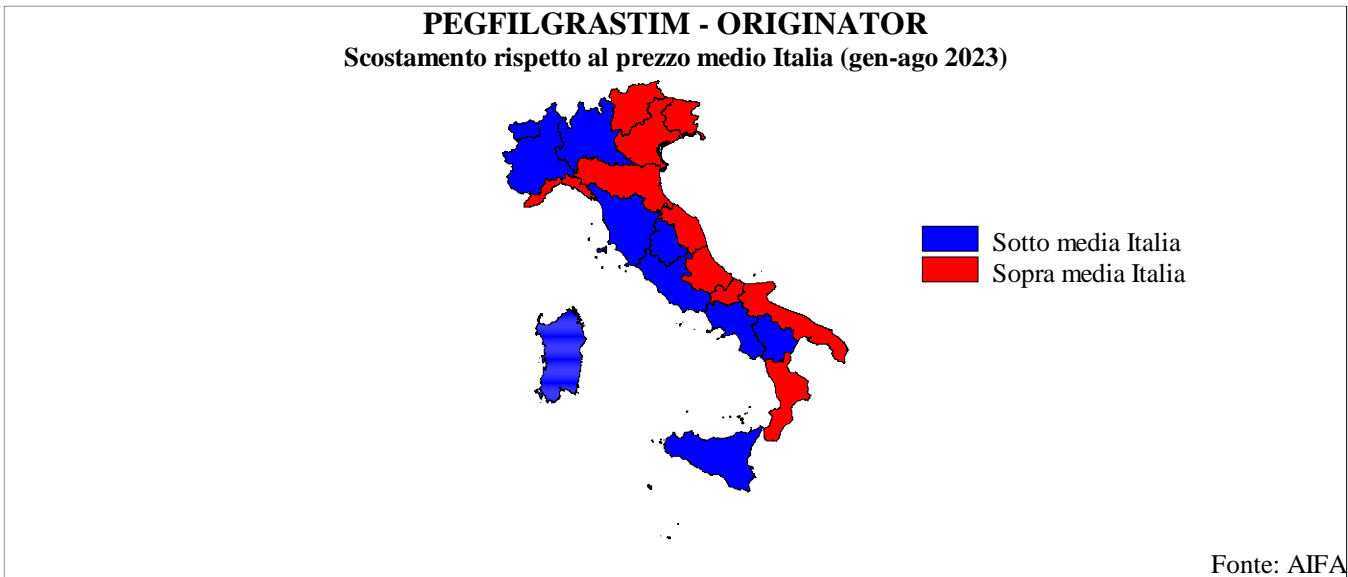 PEGFILGRASTIM - ORIGINATOR
Scostamento rispetto al prezzo medio Italia (gen-ago 2023)
Sotto media Italia
Sopra media Italia
Fonte: AIFA